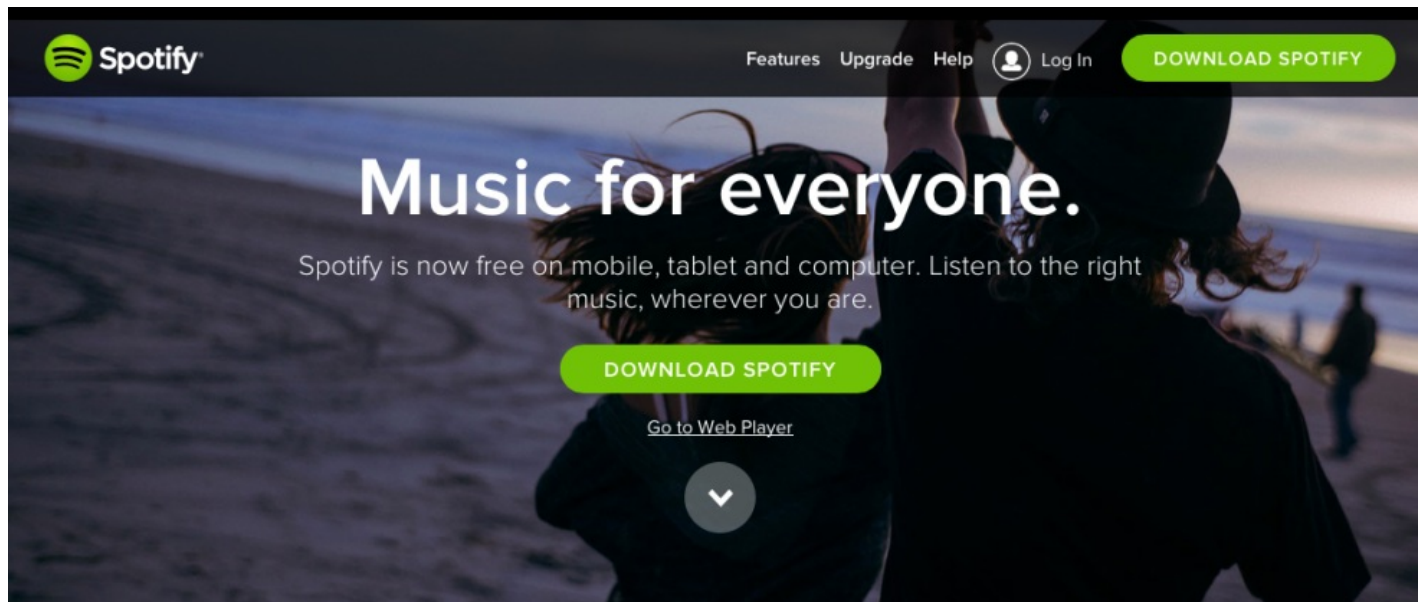 Spotify
Features Upgrade Help Log In DOWNLOAD SPOTIFY
Music for everyone.
Spotify is now free on mobile, tablet and computer. Listen to the right
music, wherever you are.
DOWNLOAD SPOTIFY
Go to Web Player